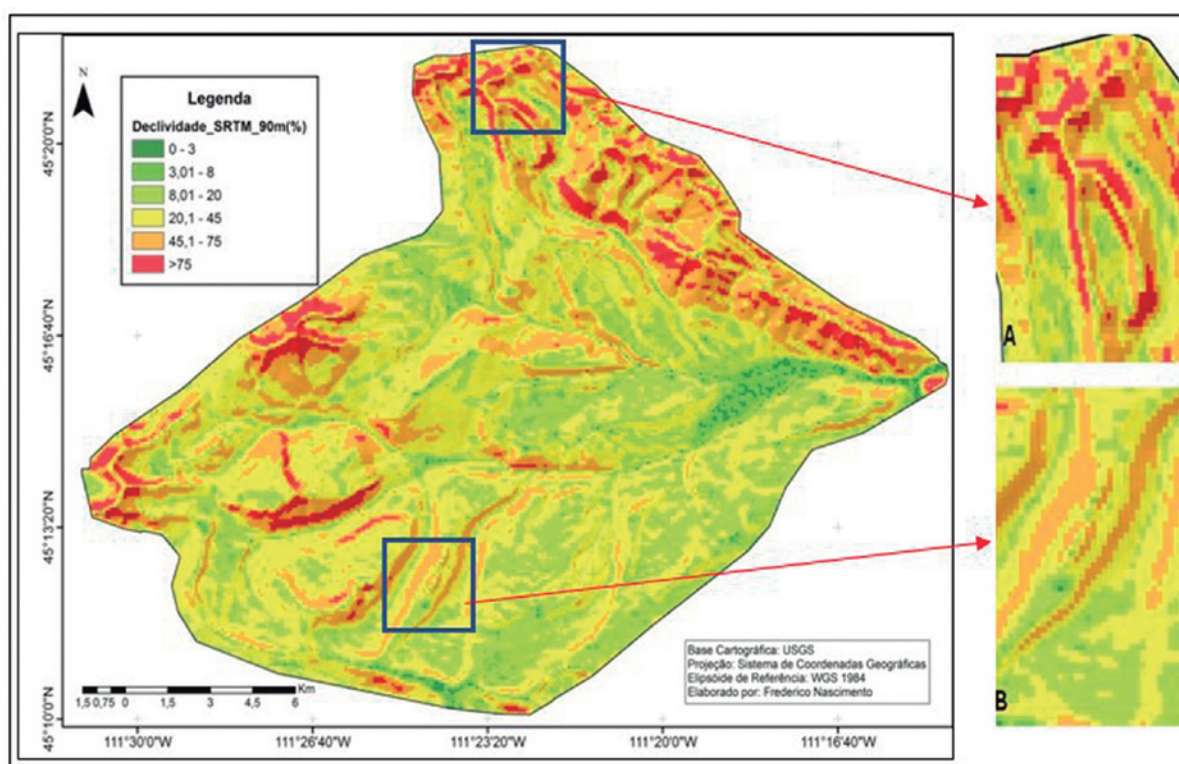 N
Legenda
Declividade_SRTM_90m(%)
0 - 3
3,01 - 8
8,01 - 20
20,1 - 45
45,1 - 75
>75
45°20'0"N
45°16'40"N
45°13'20"N
45°10'0"N
1,5 0,75 0 1,5 3 4,5 6
Km
Base Cartográfica: USGS
Projeção: Sistema de Coordenadas Geográficas
Elipsóide de Referência: WGS 1984
Elaborado por: Frederico Nascimento
111°30'0"W 111°26'40"W 111°23'20"W 111°20'0"W 111°16'40"W
A
B